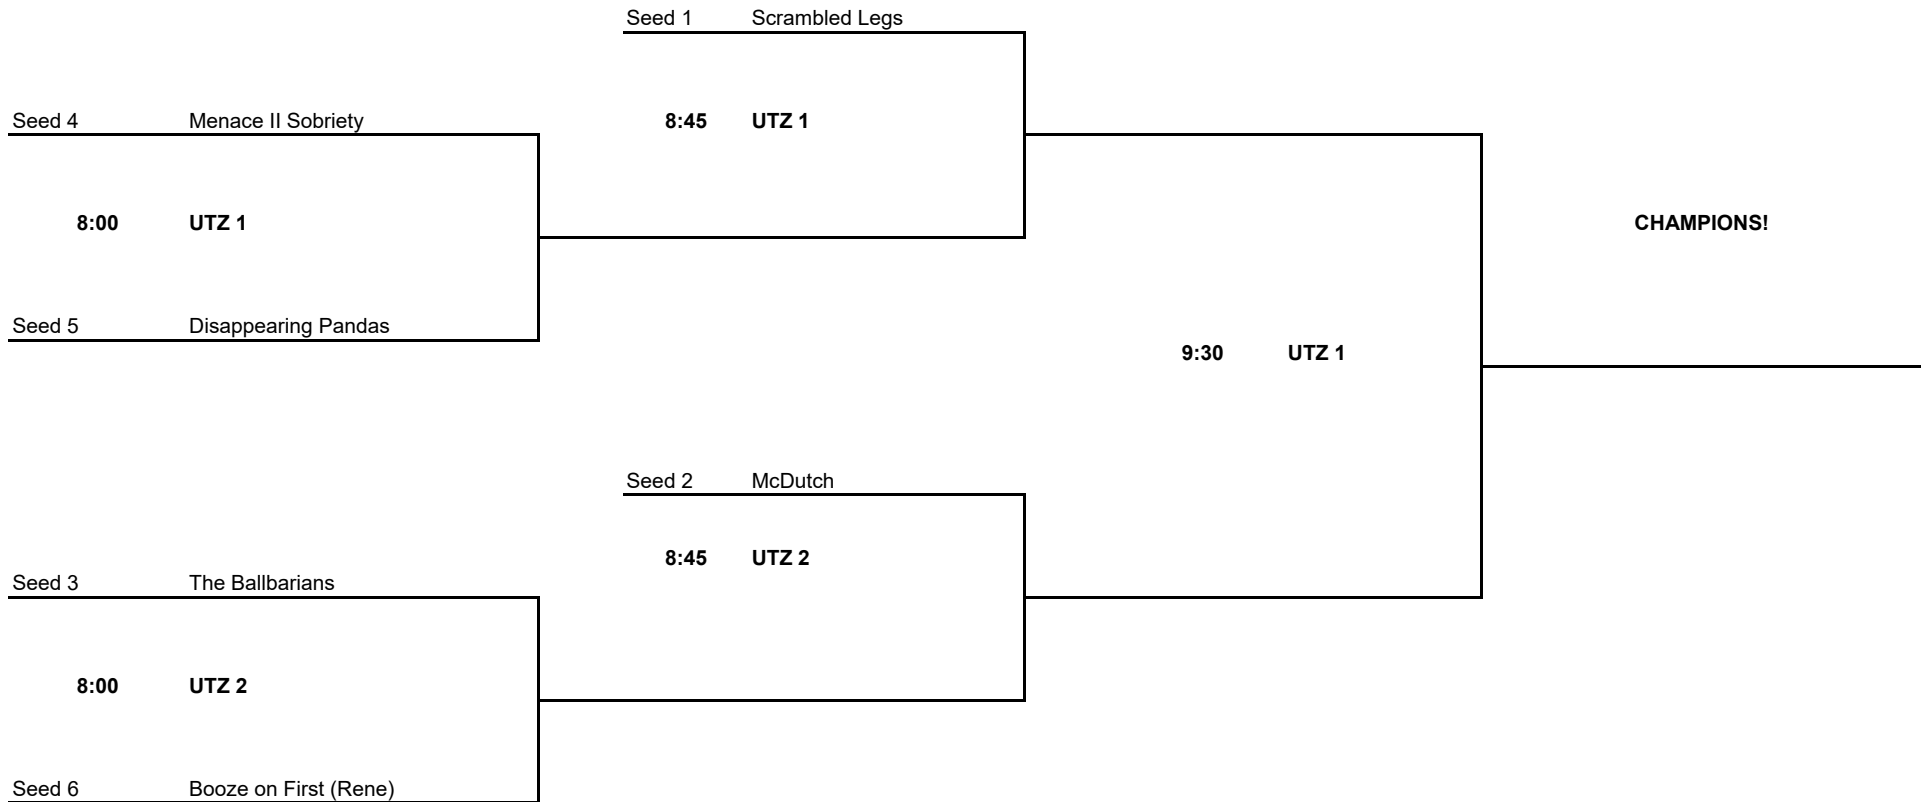 Seed 1 Scrambled Legs
Seed 4 Menace II Sobriety
8:45 UTZ 1
8:00 UTZ 1
CHAMPIONS!
Seed 5 Disappearing Pandas
9:30 UTZ 1
Seed 2 McDutch
8:45 UTZ 2
Seed 3 The Ballbarians
8:00 UTZ 2
Seed 6 Booze on First (Rene)